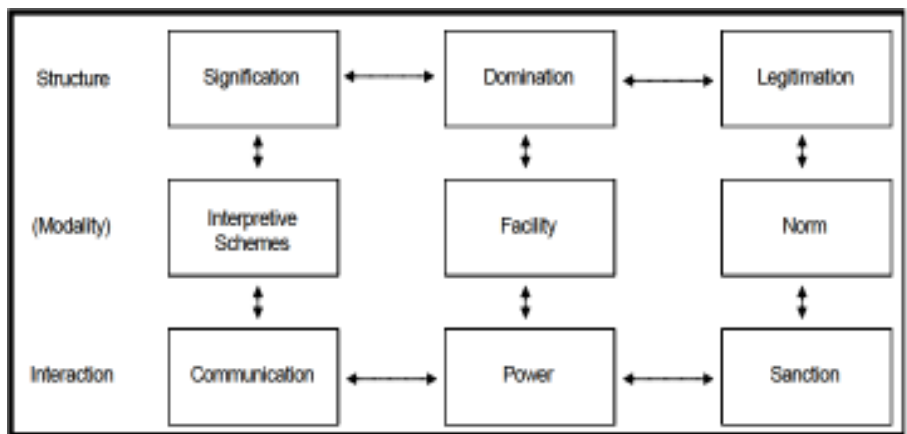 Structure
Signification
Domination
Legitimation
(Modality)
Interpretive
Schemes
Facility
Norm
Interaction
Communication
Power
Sanction